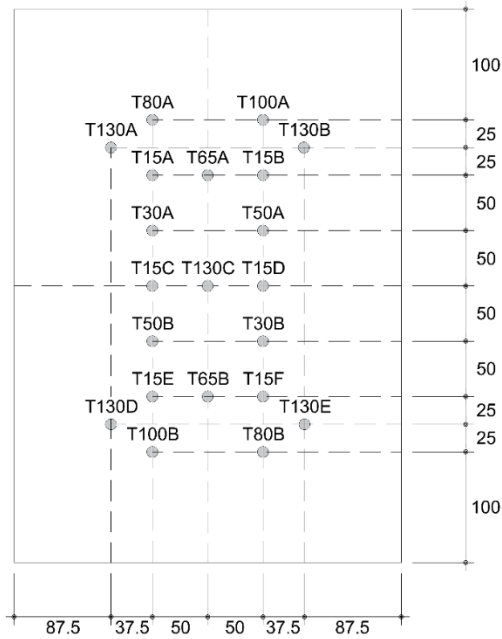 100
T80A T100A
T130A T130B
25
T15A T65A T15B
25
50
T30A T50A
50
T15C T130C T15D
50
T50B T30B
50
T15E T65B T15F
T130D T130E
25
T100B T80B
25
100
87.5 37.5 50 50 37.5 87.5